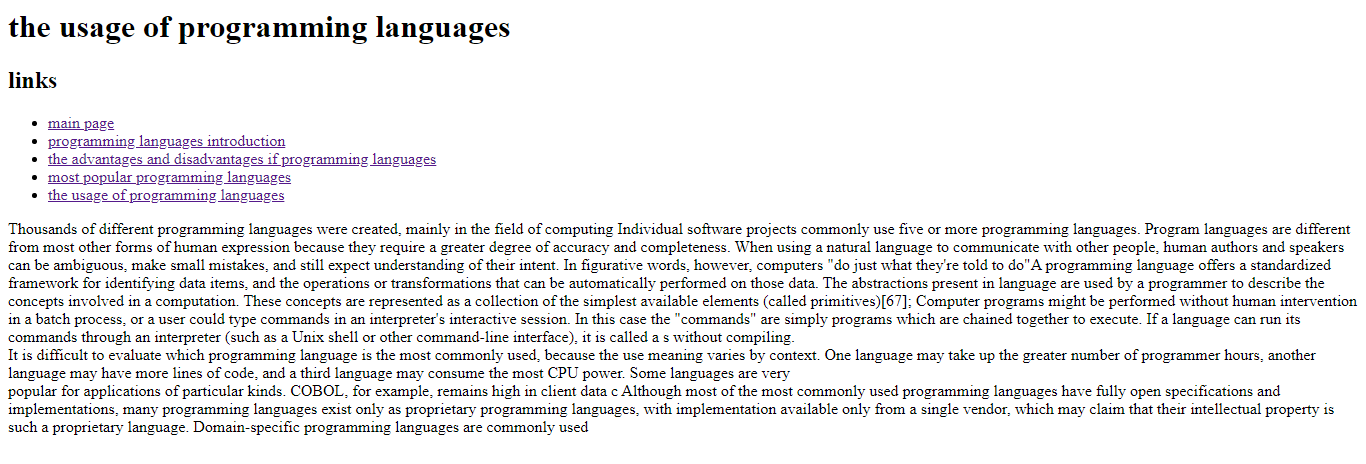 the usage of programming languages
links
main page
programming languages introduction
the advantages and disadvantages if programming languages
most popular programming languages
the usage of programming languages
Thousands of different programming languages were created, mainly in the field of computing Individual software projects commonly use five or more programming languages. Program languages are different
from most other forms of human expression because they require a greater degree of accuracy and completeness. When using a natural language to communicate with other people, human authors and speakers
can be ambiguous, make small mistakes, and still expect understanding of their intent. In figurative words, however, computers "do just what they're told to do"A programming language offers a standardized
framework for identifying data items, and the operations or transformations that can be automatically performed on those data. The abstractions present in language are used by a programmer to describe the
concepts involved in a computation. These concepts are represented as a collection of the simplest available elements (called primitives)[67]; Computer programs might be performed without human intervention
in a batch process, or a user could type commands in an interpreter's interactive session. In this case the "commands" are simply programs which are chained together to execute. If a language can run its
commands through an interpreter (such as a Unix shell or other command-line interface), it is called a s without compiling.
It is difficult to evaluate which programming language is the most commonly used, because the use meaning varies by context. One language may take up the greater number of programmer hours, another
language may have more lines of code, and a third language may consume the most CPU power. Some languages are very
popular for applications of particular kinds. COBOL, for example, remains high in client data c Although most of the most commonly used programming languages have fully open specifications and
implementations, many programming languages exist only as proprietary programming languages, with implementation available only from a single vendor, which may claim that their intellectual property is
such a proprietary language. Domain-specific programming languages are commonly used